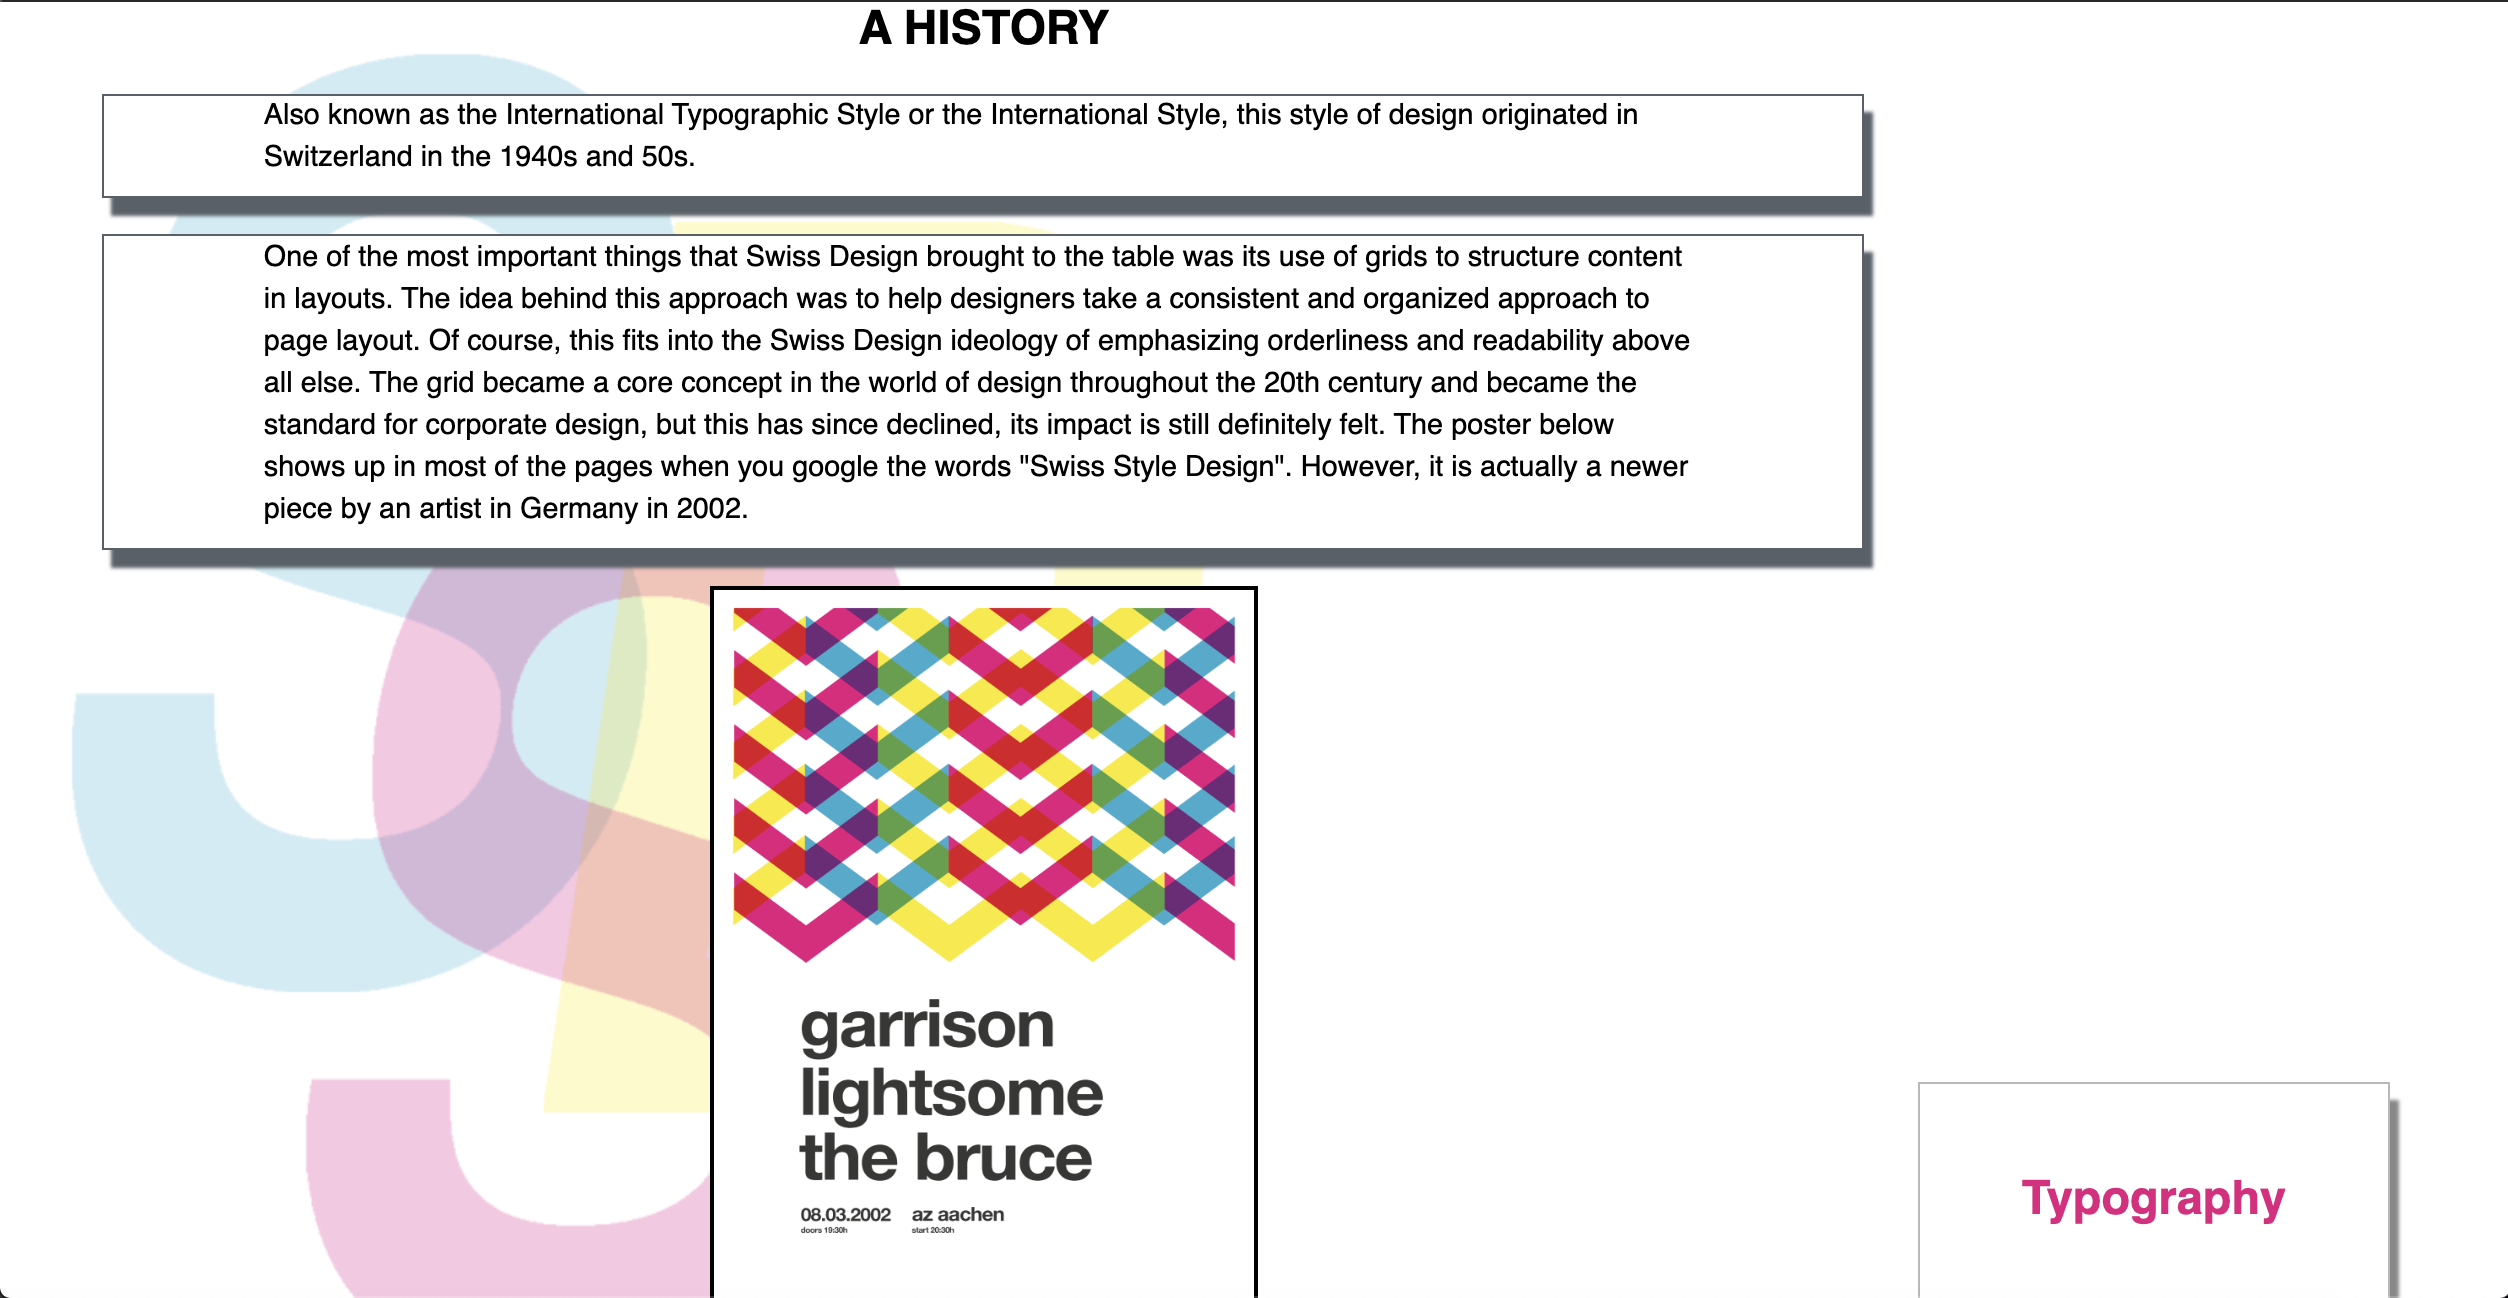 A HISTORY
Also known as the International Typographic Style or the International Style, this style of design originated in
Switzerland in the 1940s and 50s.
One of the most important things that Swiss Design brought to the table was its use of grids to structure content
in layouts. The idea behind this approach was to help designers take a consistent and organized approach to
page layout. Of course, this fits into the Swiss Design ideology of emphasizing orderliness and readability above
all else. The grid became a core concept in the world of design throughout the 20th century and became the
standard for corporate design, but this has since declined, its impact is still definitely felt. The poster below
shows up in most of the pages when you google the words "Swiss Style Design". However, it is actually a newer
piece by an artist in Germany in 2002.
garrison
lightsome
the bruce
08.03.2002 az aachen
doors 19:30h start 20:30h
Typography